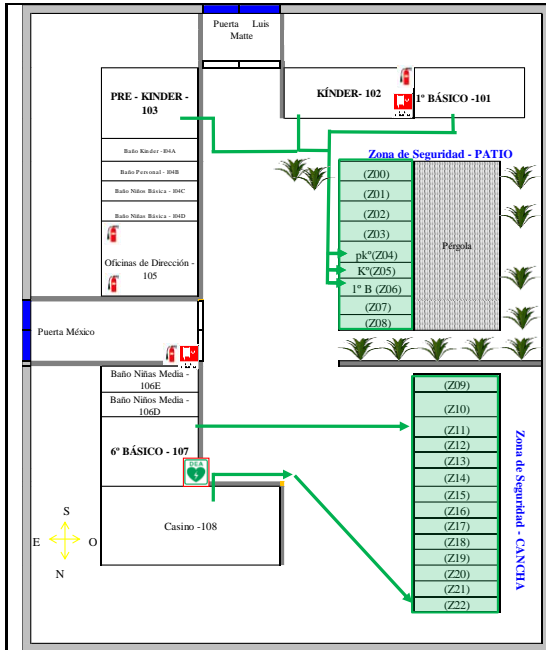 Puerta Luis
Matte
PRE - KINDER -
103
KÍNDER- 102
1º BÁSICO -101
Baño Kinder -104A
Baño Personal -104B
Baño Niños Básica -104C
Baño Niñas Básica -104D
Oficinas de Dirección -
105
Zona de Seguridad - PATIO
(Z00)
(Z01)
(Z02)
(Z03)
pkº(Z04)
Kº(Z05)
1º B (Z06)
(Z07)
(Z08)
Pérgola
Puerta México
Baño Niñas Media -
106E
Baño Niños Media -
106D
6º BÁSICO - 107
DEA
Casino -108
S
E
O
N
(Z09)
(Z10)
(Z11)
(Z12)
(Z13)
(Z14)
(Z15)
(Z16)
(Z17)
(Z18)
(Z19)
(Z20)
(Z21)
(Z22)
Zona de Seguridad - CANCHA